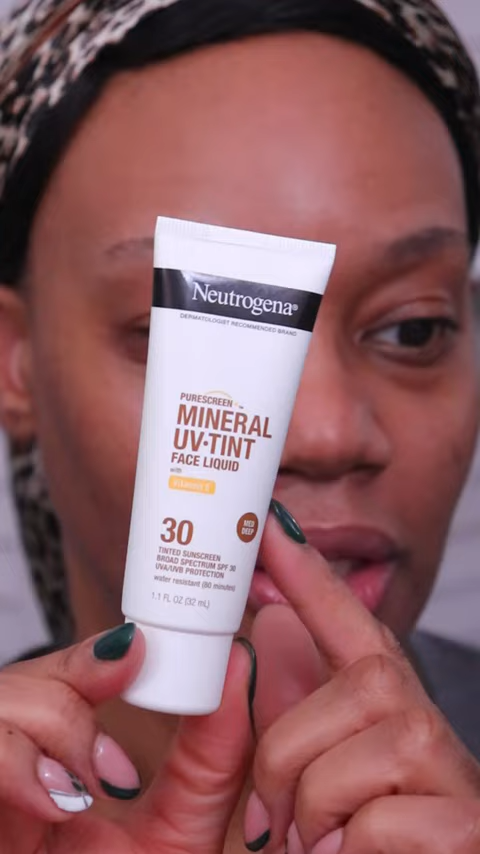 Neutrogena®
DERMATOLOGIST RECOMMENDED BRAND
PURESCREEN+™
MINERAL
UV·TINT
FACE LIQUID
with
vitamin E
30
MED
DEEP
TINTED SUNSCREEN
BROAD SPECTRUM SPF 30
UVA/UVB PROTECTION
water resistant (80 minutes)
1.1 FL OZ (32 mL)